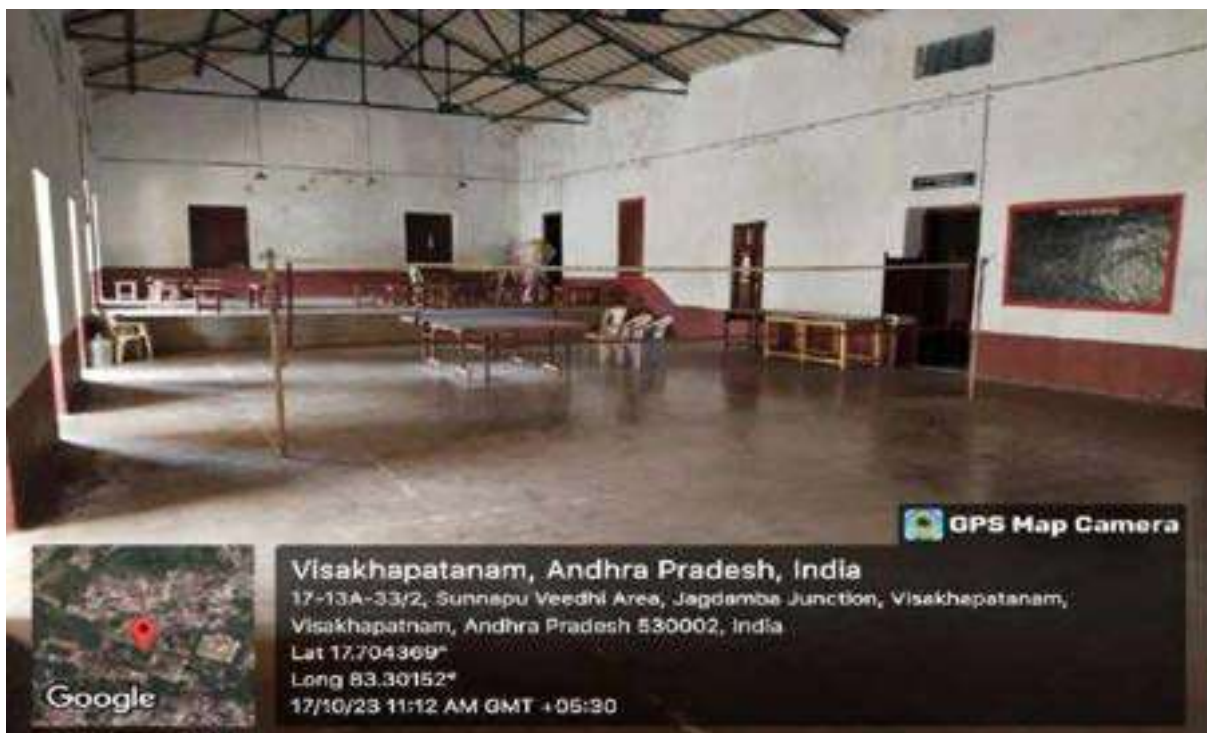 GPS Map Camera
Visakhapatanam, Andhra Pradesh, India
17-13A-33/2, Sunnapu Veedhi Area, Jagdamba Junction, Visakhapatanam,
Visakhapatnam, Andhra Pradesh 530002, India
Lat 17.704369°
Long 83.30152°
17/10/23 11:12 AM GMT +05:30
Google